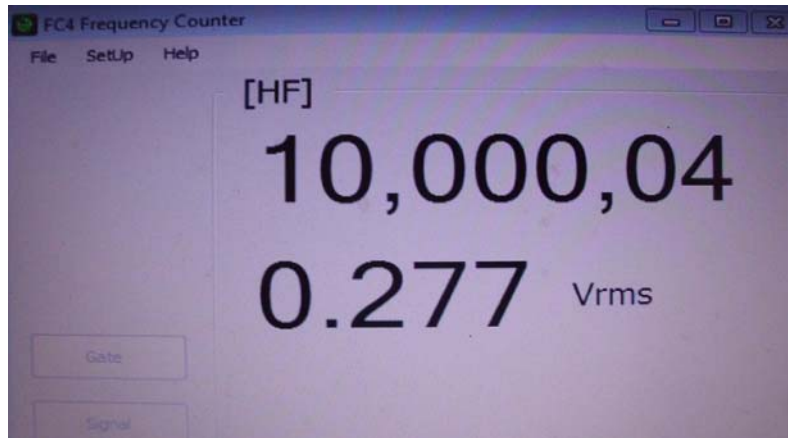 FC4 Frequency Counter
File SetUp Help
[HF]
10,000,04
0.277 Vrms
Gate
Signal